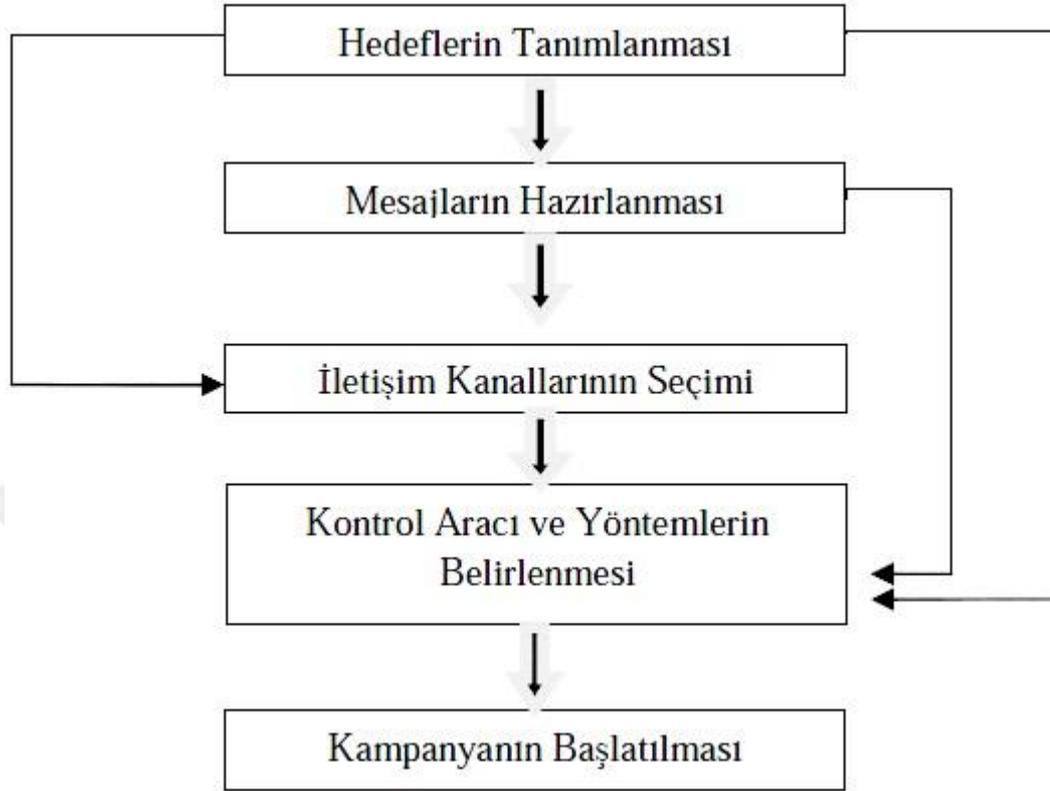 Hedeflerin Tanımlanması
Mesajların Hazırlanması
İletişim Kanallarının Seçimi
Kontrol Aracı ve Yöntemlerin
Belirlenmesi
Kampanyanın Başlatılması